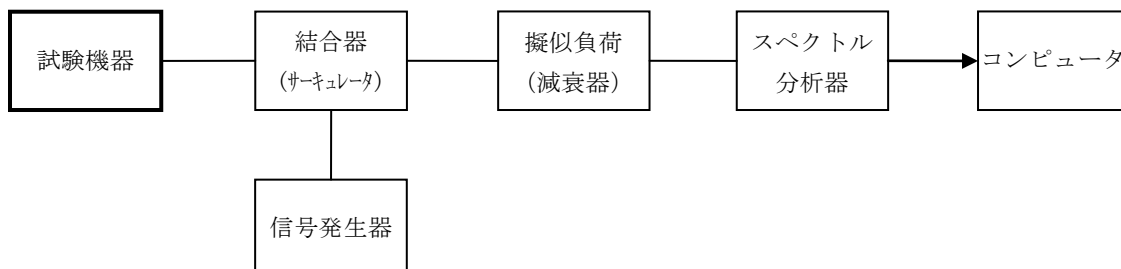 試験機器
結合器
(サーキュレータ)
擬似負荷
(減衰器)
スペクトル
分析器
コンピュータ
信号発生器